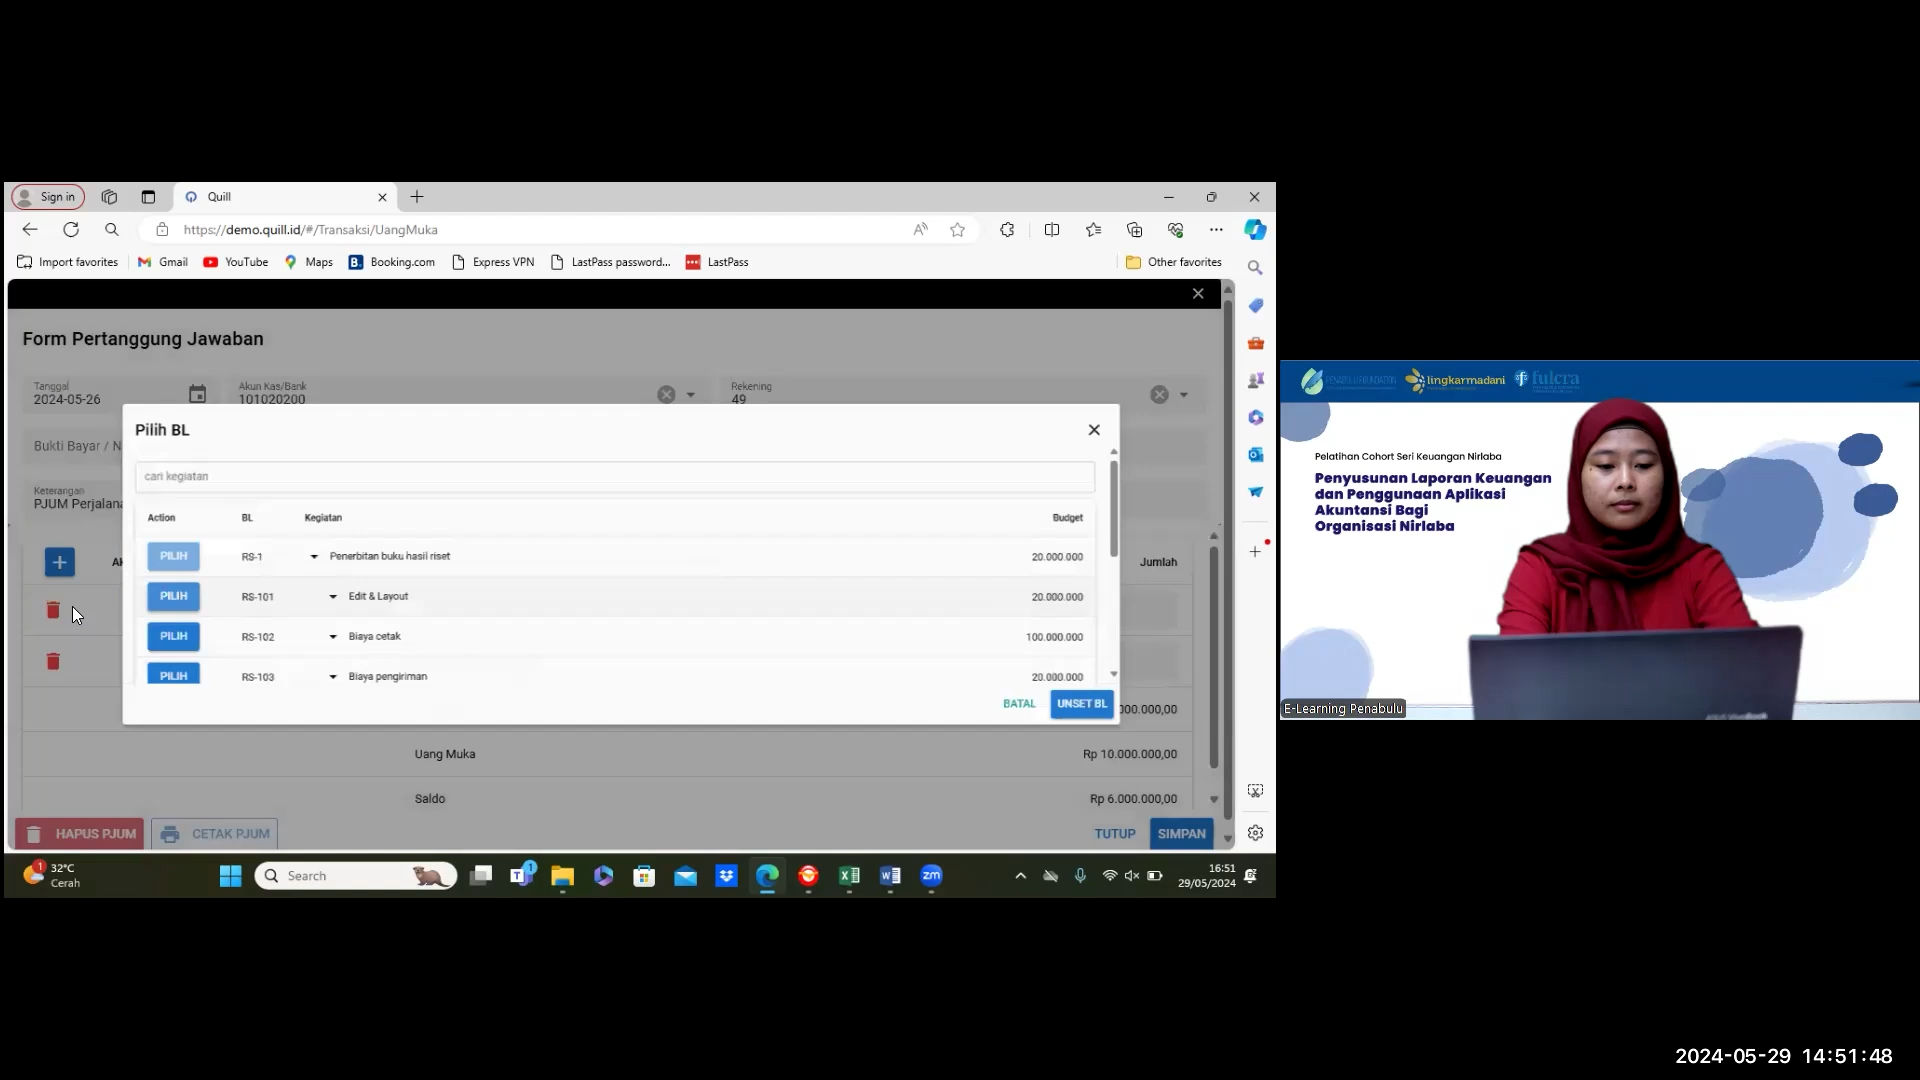 Sign in
Quill
https://demo.quill.id/#/Transaksi/UangMuka
Import favorites
Gmail
YouTube
Maps
Booking.com
Express VPN
LastPass password...
LastPass
Other favorites
Form Pertanggung Jawaban
Tanggal
2024-05-26
Akun Kas/Bank
101020200
Rekening
49
Bukti Bayar / N
Keterangan
PJUM Perjalana
Pilih BL
cari kegiatan
Action BL Kegiatan Budget
PILIH RS-1 Penerbitan buku hasil riset 20.000.000
PILIH RS-101 Edit & Layout 20.000.000
PILIH RS-102 Biaya cetak 100.000.000
PILIH RS-103 Biaya pengiriman 20.000.000
BATAL UNSET BL
Ak
Jumlah
000.000,00
Uang Muka Rp 10.000.000,00
Saldo Rp 6.000.000,00
HAPUS PJUM CETAK PJUM TUTUP SIMPAN
32°C
Cerah
Search
16:51
29/05/2024
PENABULU FOUNDATION
lingkarmadani
fulcra
Pelatihan Cohort Seri Keuangan Nirlaba
Penyusunan Laporan Keuangan
dan Penggunaan Aplikasi
Akuntansi Bagi
Organisasi Nirlaba
E-Learning Penabulu
2024-05-29 14:51:48